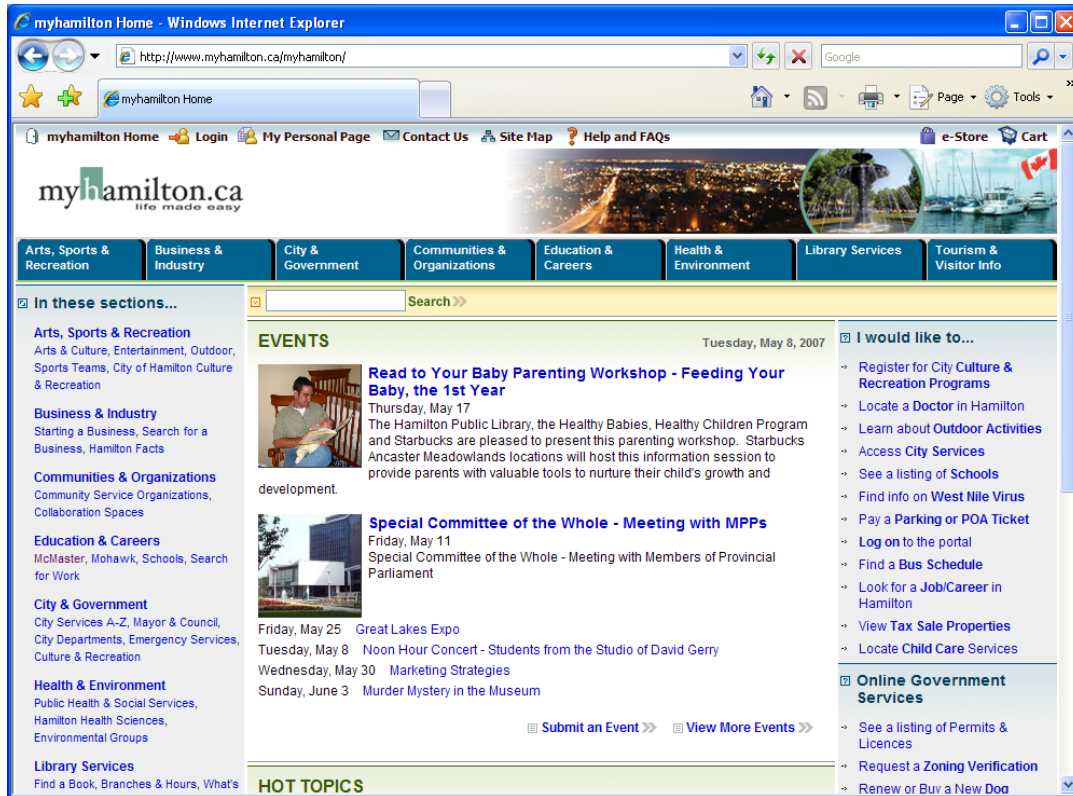 myhamilton Home - Windows Internet Explorer
http://www.myhamilton.ca/myhamilton/
Google
myhamilton Home
Page
Tools
myhamilton Home Login My Personal Page Contact Us Site Map Help and FAQs e-Store Cart
myhamilton.ca
life made easy
Arts, Sports & Recreation
Business & Industry
City & Government
Communities & Organizations
Education & Careers
Health & Environment
Library Services
Tourism & Visitor Info
In these sections...
Arts, Sports & Recreation
Arts & Culture, Entertainment, Outdoor,
Sports Teams, City of Hamilton Culture
& Recreation
Business & Industry
Starting a Business, Search for a
Business, Hamilton Facts
Communities & Organizations
Community Service Organizations,
Collaboration Spaces
Education & Careers
McMaster, Mohawk, Schools, Search
for Work
City & Government
City Services A-Z, Mayor & Council,
City Departments, Emergency Services,
Culture & Recreation
Health & Environment
Public Health & Social Services,
Hamilton Health Sciences,
Environmental Groups
Library Services
Find a Book, Branches & Hours, What's
Search
EVENTS
Tuesday, May 8, 2007
Read to Your Baby Parenting Workshop - Feeding Your
Baby, the 1st Year
Thursday, May 17
The Hamilton Public Library, the Healthy Babies, Healthy Children Program
and Starbucks are pleased to present this parenting workshop. Starbucks
Ancaster Meadowlands locations will host this information session to
provide parents with valuable tools to nurture their child's growth and
development.
Special Committee of the Whole - Meeting with MPPs
Friday, May 11
Special Committee of the Whole - Meeting with Members of Provincial
Parliament
Friday, May 25 Great Lakes Expo
Tuesday, May 8 Noon Hour Concert - Students from the Studio of David Gerry
Wednesday, May 30 Marketing Strategies
Sunday, June 3 Murder Mystery in the Museum
Submit an Event
View More Events
HOT TOPICS
I would like to...
Register for City Culture &
Recreation Programs
Locate a Doctor in Hamilton
Learn about Outdoor Activities
Access City Services
See a listing of Schools
Find info on West Nile Virus
Pay a Parking or POA Ticket
Log on to the portal
Find a Bus Schedule
Look for a Job/Career in
Hamilton
View Tax Sale Properties
Locate Child Care Services
Online Government
Services
See a listing of Permits &
Licences
Request a Zoning Verification
Renew or Buy a New Dog